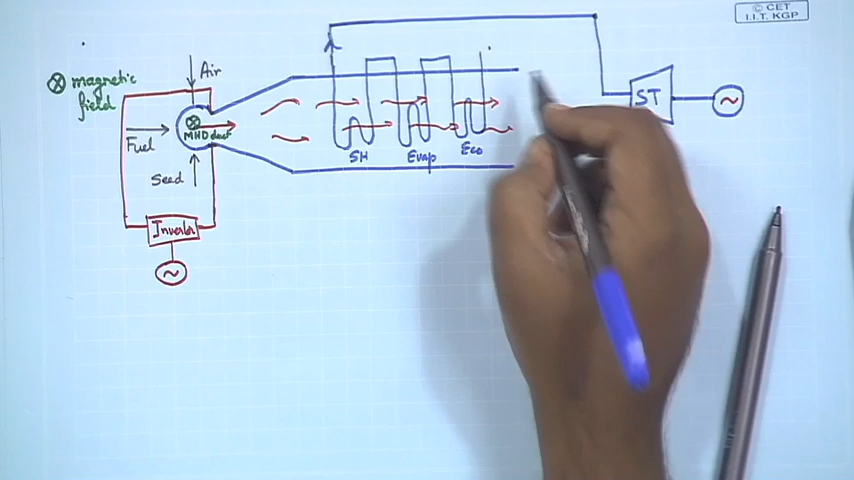 © CET
I.I.T. KGP
magnetic
field
Air
MHD duct
Fuel
Seed
Inverter
SH
Evap
Eco
ST